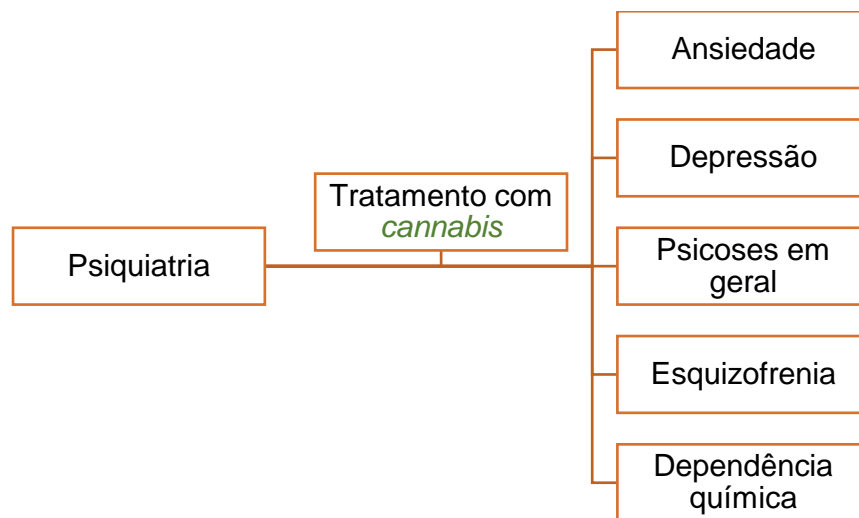 Psiquiatria
Tratamento com
cannabis
Ansiedade
Depressão
Psicoses em
geral
Esquizofrenia
Dependência
química